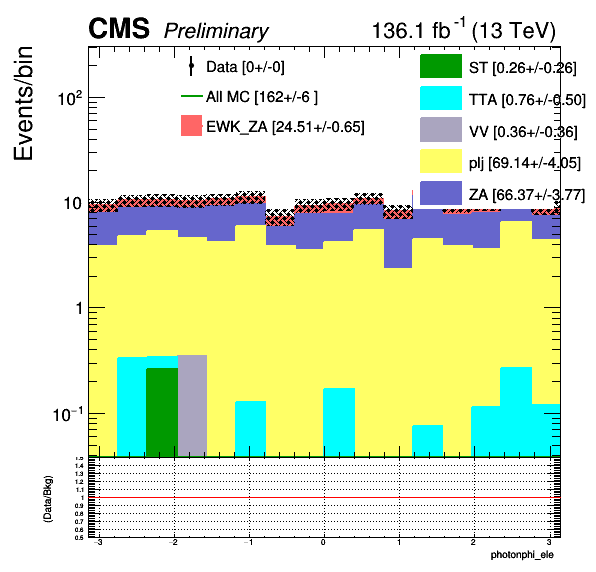 CMS Preliminary 136.1 fb⁻¹ (13 TeV)
Events/bin
Data [0+/-0]
All MC [162+/-6 ]
EWK_ZA [24.51+/-0.65]
ST [0.26+/-0.26]
TTA [0.76+/-0.50]
VV [0.36+/-0.36]
plj [69.14+/-4.05]
ZA [66.37+/-3.77]
10²
10
1
10⁻¹
(Data/Bkg)
1.5
1.4
1.3
1.2
1.1
1
0.9
0.8
0.7
0.6
0.5
-3 -2 -1 0 1 2 3
photonphi_ele